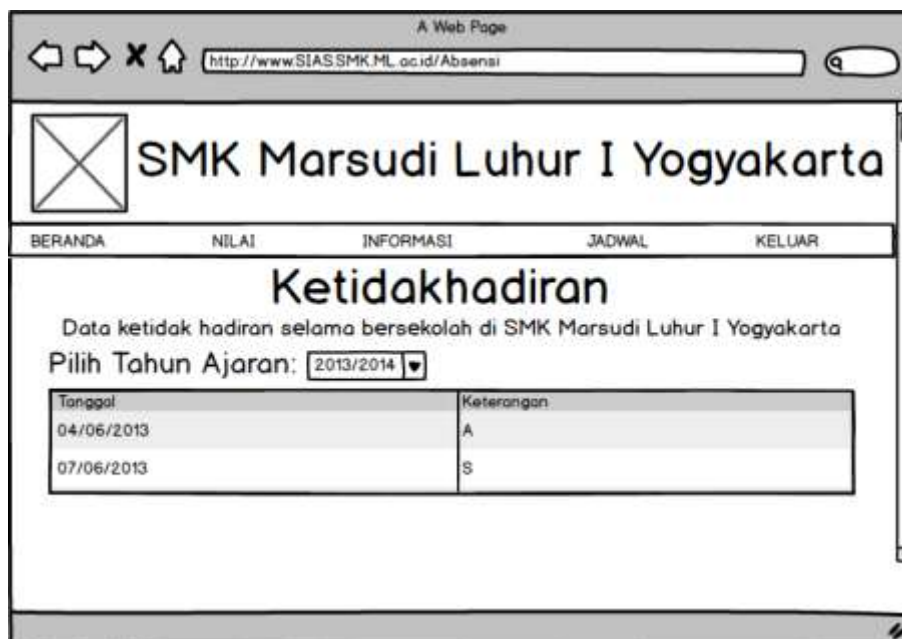 A Web Page
http://www.SIAS.SMK.ML.ac.id/Absensi
SMK Marsudi Luhur I Yogyakarta
BERANDA NILAI INFORMASI JADWAL KELUAR
Ketidakhadiran
Data ketidak hadiran selama bersekolah di SMK Marsudi Luhur I Yogyakarta
Pilih Tahun Ajaran: 2013/2014
Tanggal Keterangan
04/06/2013 A
07/06/2013 S